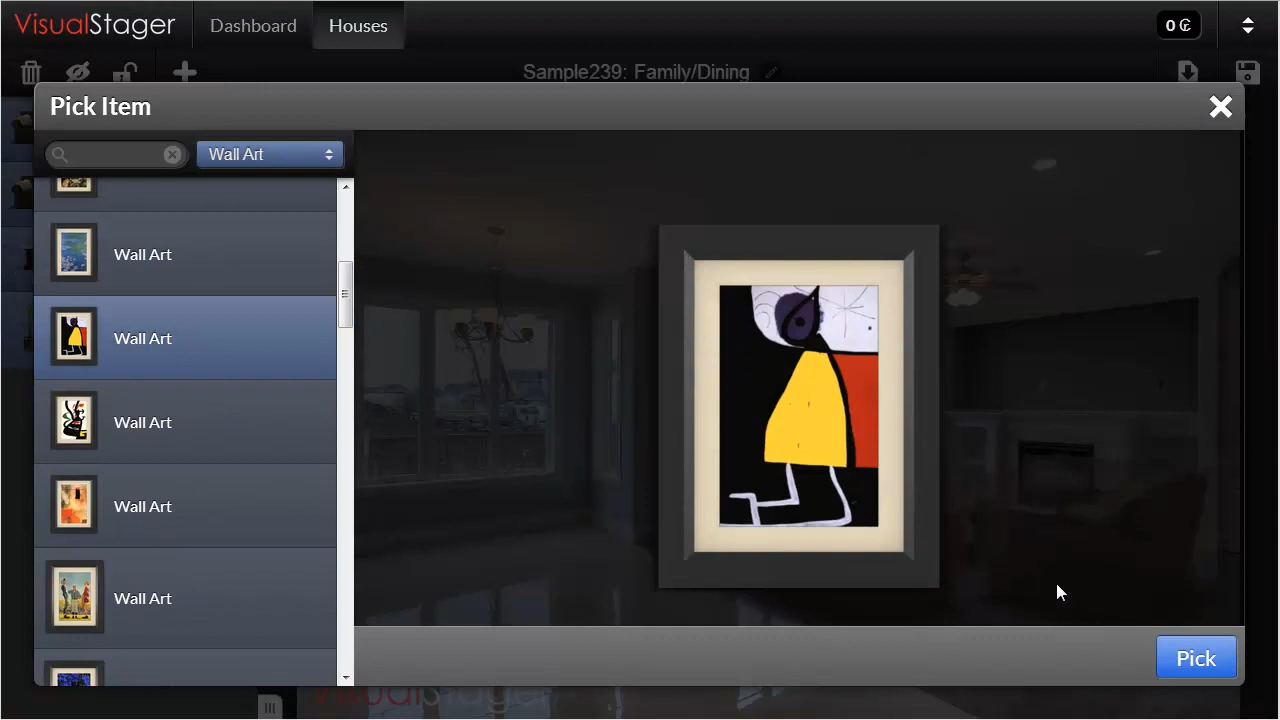 VisualStager
Dashboard
Houses
0 ₢
Sample239: Family/Dining
Pick Item
Wall Art
Wall Art
Wall Art
Wall Art
Wall Art
Wall Art
Pick
VisualStager